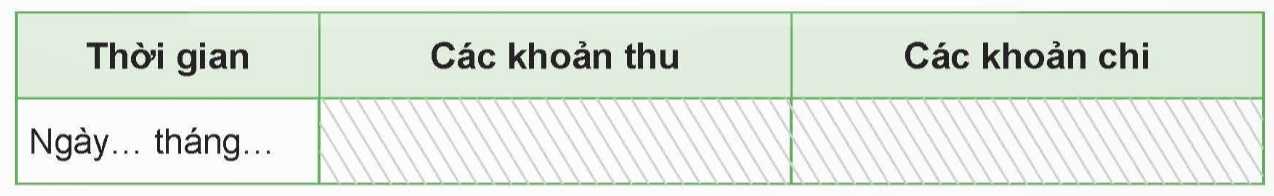 Thời gian Các khoản thu Các khoản chi
Ngày... tháng...